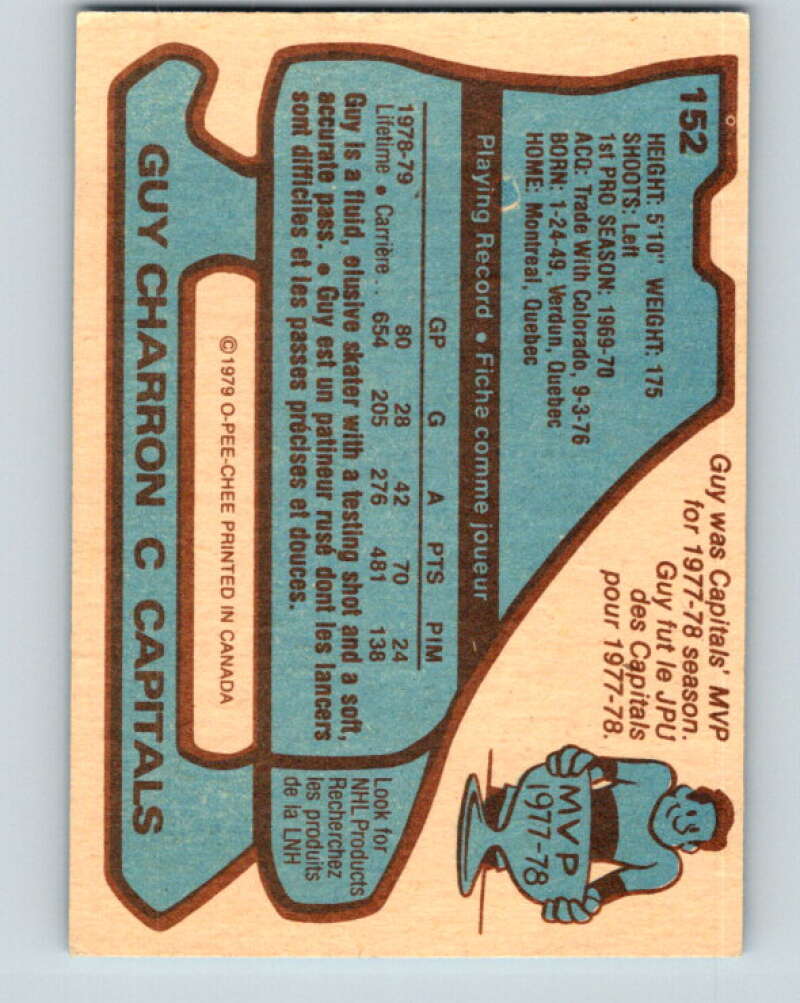 152
HEIGHT: 5'10" WEIGHT: 175
SHOOTS: Left
1st PRO SEASON: 1969-70
ACQ: Trade With Colorado, 9-3-76
BORN: 1-24-49, Verdun, Quebec
HOME: Montreal, Quebec
Guy was Capitals' MVP
for 1977-78 season.
Guy fut le JPU
des Capitals
pour 1977-78.
MVP
1977-78
Playing Record • Fiche comme joueur
GP G A PTS PIM
1978-79 80 28 42 70 24
Lifetime • Carrière .. 654 205 276 481 138
Guy is a fluid, elusive skater with a testing shot and a soft,
accurate pass. • Guy est un patineur rusé dont les lancers
sont difficiles et les passes précises et douces.
Look for
NHL Products
Recherchez
les produits
de la LNH
©1979 O-PEE-CHEE PRINTED IN CANADA
GUY CHARRON C CAPITALS